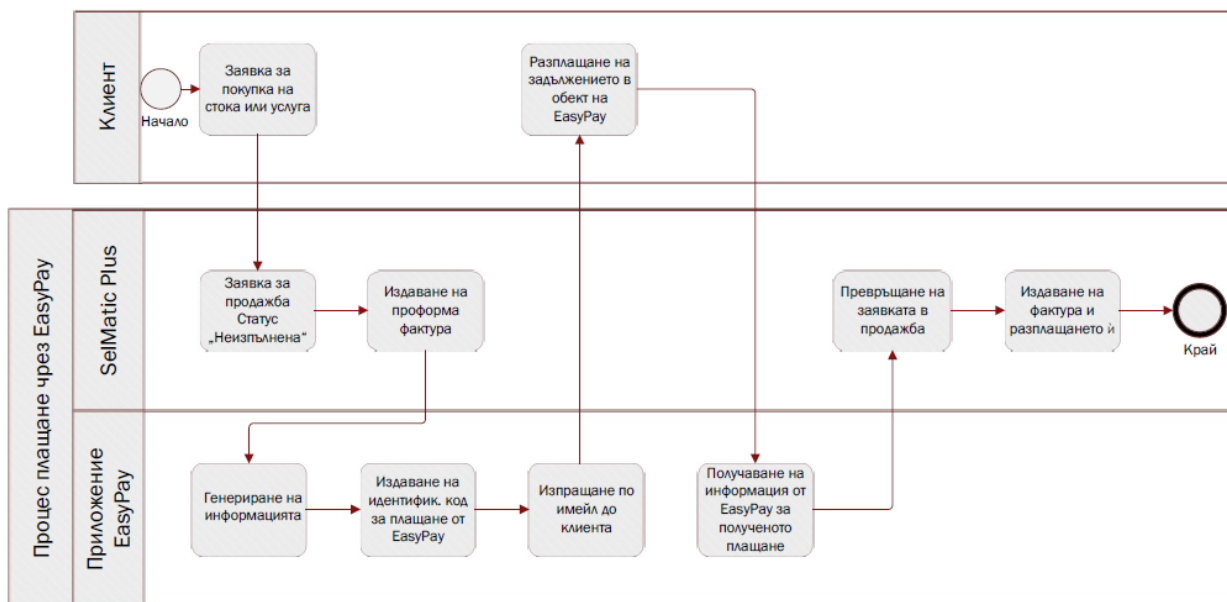 Клиент
Начало
Заявка за
покупка на
стока или услуга
Разплащане на
задължението в
обект на
EasyPay
Процес плащане чрез EasyPay
SelMatic Plus
Заявка за
продажба
Статус
„Неизпълнена“
Издаване на
проформа
фактура
Превръщане на
заявката в
продажба
Издаване на
фактура и
разплащането ѝ
Край
Приложение
EasyPay
Генериране на
информацията
Издаване на
идентифик. код
за плащане от
EasyPay
Изпращане по
имейл до
клиента
Получаване на
информация от
EasyPay за
полученото
плащане